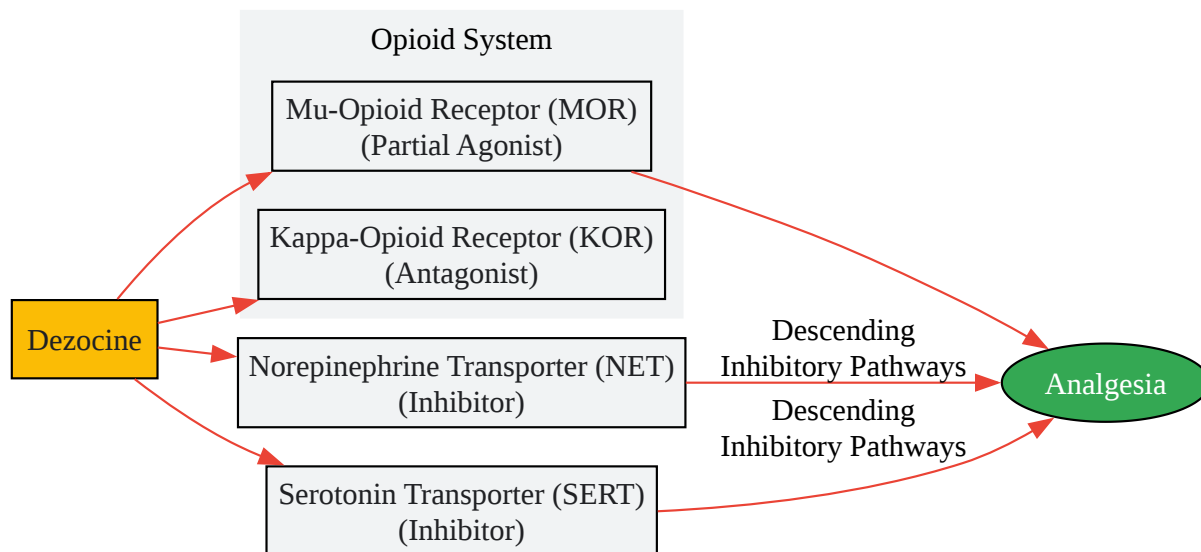 Opioid System
Mu-Opioid Receptor (MOR)
(Partial Agonist)
Kappa-Opioid Receptor (KOR)
(Antagonist)
Dezocine
Norepinephrine Transporter (NET)
(Inhibitor)
Descending
Inhibitory Pathways
Analgesia
Descending
Inhibitory Pathways
Serotonin Transporter (SERT)
(Inhibitor)